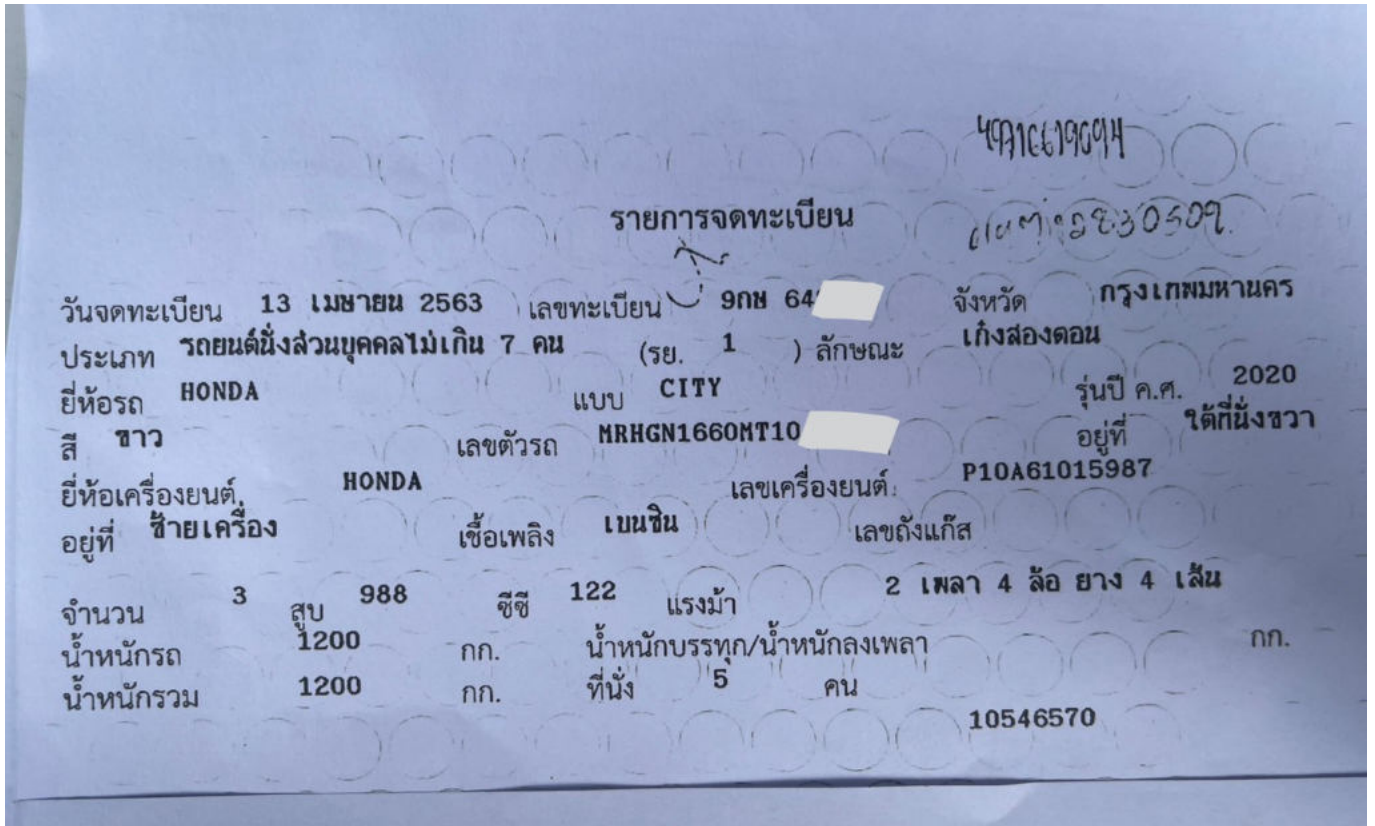 รายการจดทะเบียน
วันจดทะเบียน 13 เมษายน 2563 เลขทะเบียน 9กษ 64 จังหวัด กรุงเทพมหานคร
ประเภท รถยนต์นั่งส่วนบุคคลไม่เกิน 7 คน (รย. 1 ) ลักษณะ เก๋งสองตอน
ยี่ห้อรถ HONDA แบบ CITY รุ่นปี ค.ศ. 2020
สี ขาว เลขตัวรถ MRHGN1660MT10 อยู่ที่ ใต้ที่นั่งขวา
ยี่ห้อเครื่องยนต์ HONDA เลขเครื่องยนต์ P10A61015987
อยู่ที่ ซ้ายเครื่อง เชื้อเพลิง เบนซิน เลขถังแก๊ส
จำนวน 3 สูบ 988 ซีซี 122 แรงม้า 2 เพลา 4 ล้อ ยาง 4 เส้น
น้ำหนักรถ 1200 กก. น้ำหนักบรรทุก/น้ำหนักลงเพลา กก.
น้ำหนักรวม 1200 กก. ที่นั่ง 5 คน
10546570